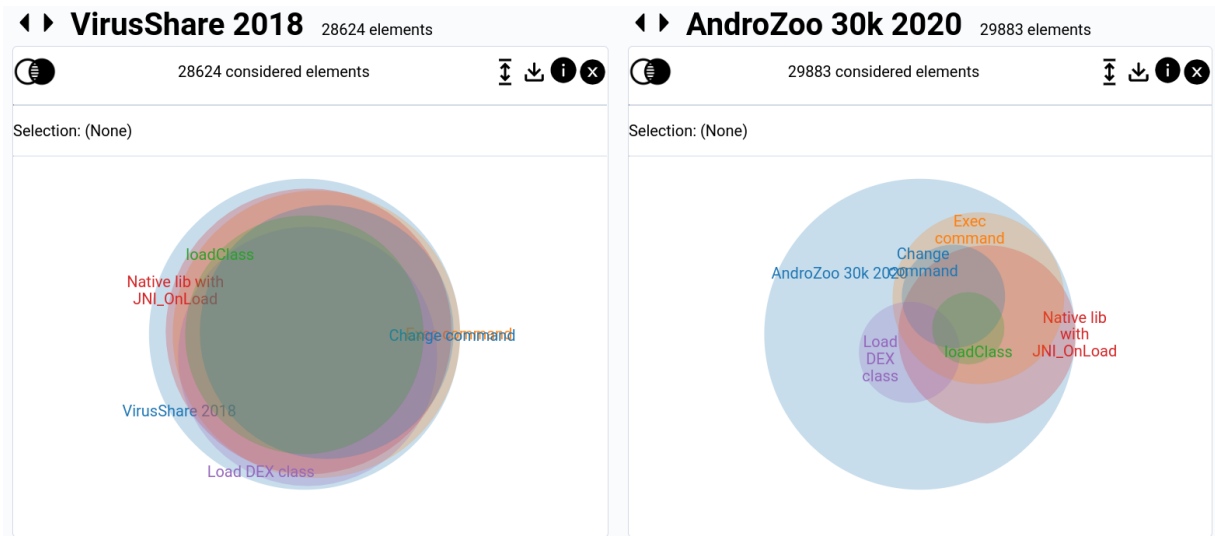 VirusShare 2018 28624 elements
28624 considered elements
Selection: (None)
loadClass
Native lib with
JNI_OnLoad
Exec command
Change command
VirusShare 2018
Load DEX class
AndroZoo 30k 2020 29883 elements
29883 considered elements
Selection: (None)
Exec
command
Change
command
AndroZoo 30k 2020
Native lib
with
JNI_OnLoad
Load
DEX
class
loadClass